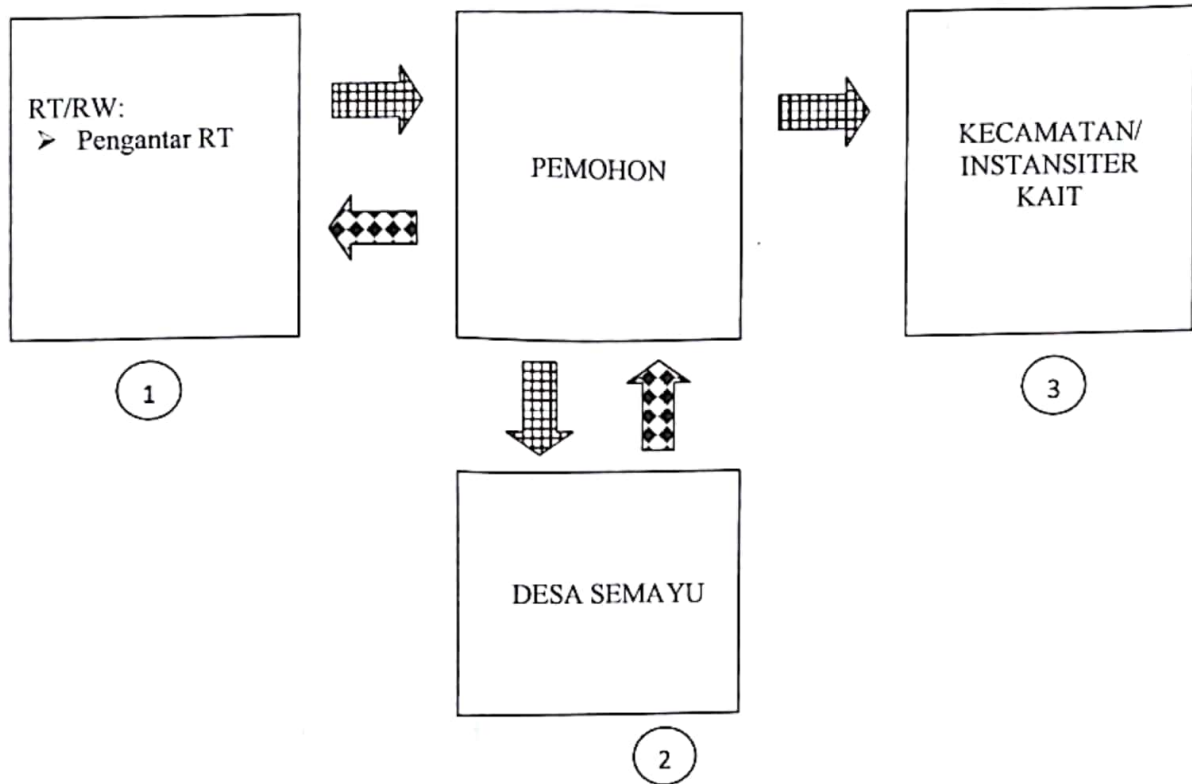 RT/RW:
➢ Pengantar RT
PEMOHON
KECAMATAN/
INSTANSITER
KAIT
1
3
DESA SEMAYU
2